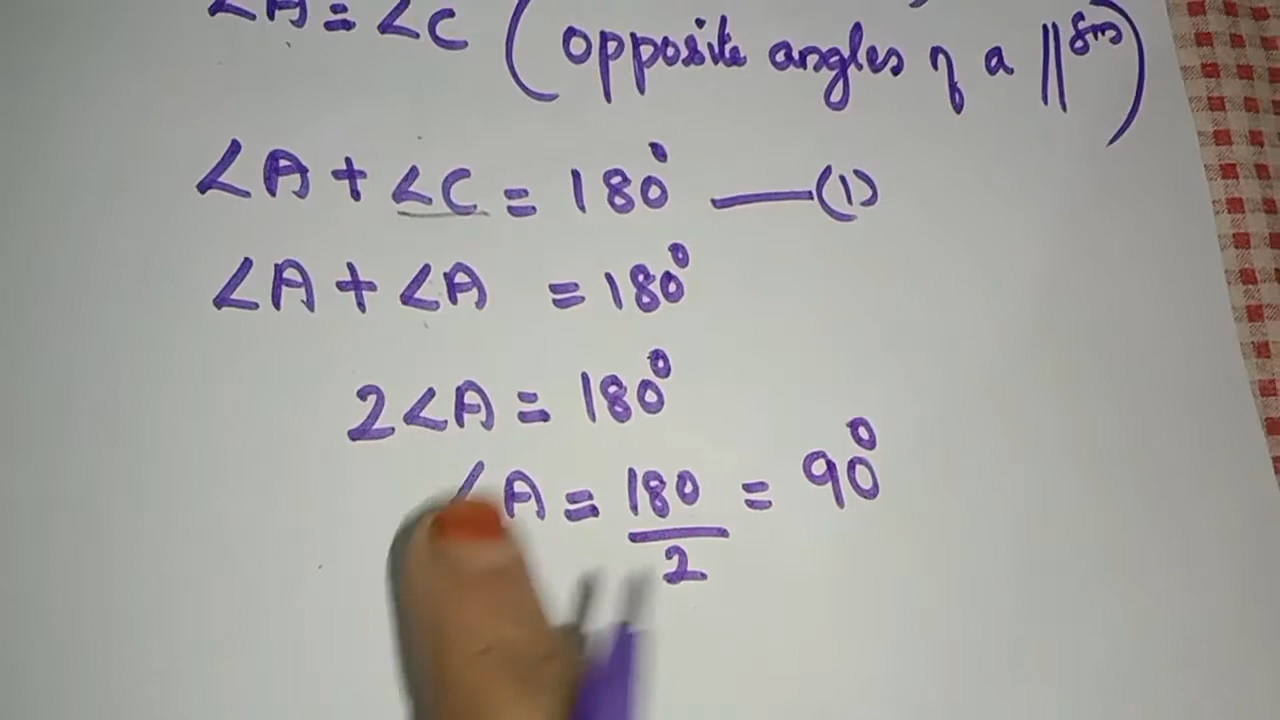 ∠A = ∠C (opposite angles of a ||gm)
∠A + ∠C = 180° —(1)
∠A + ∠A = 180°
2∠A = 180°
∠A = 180/2 = 90°